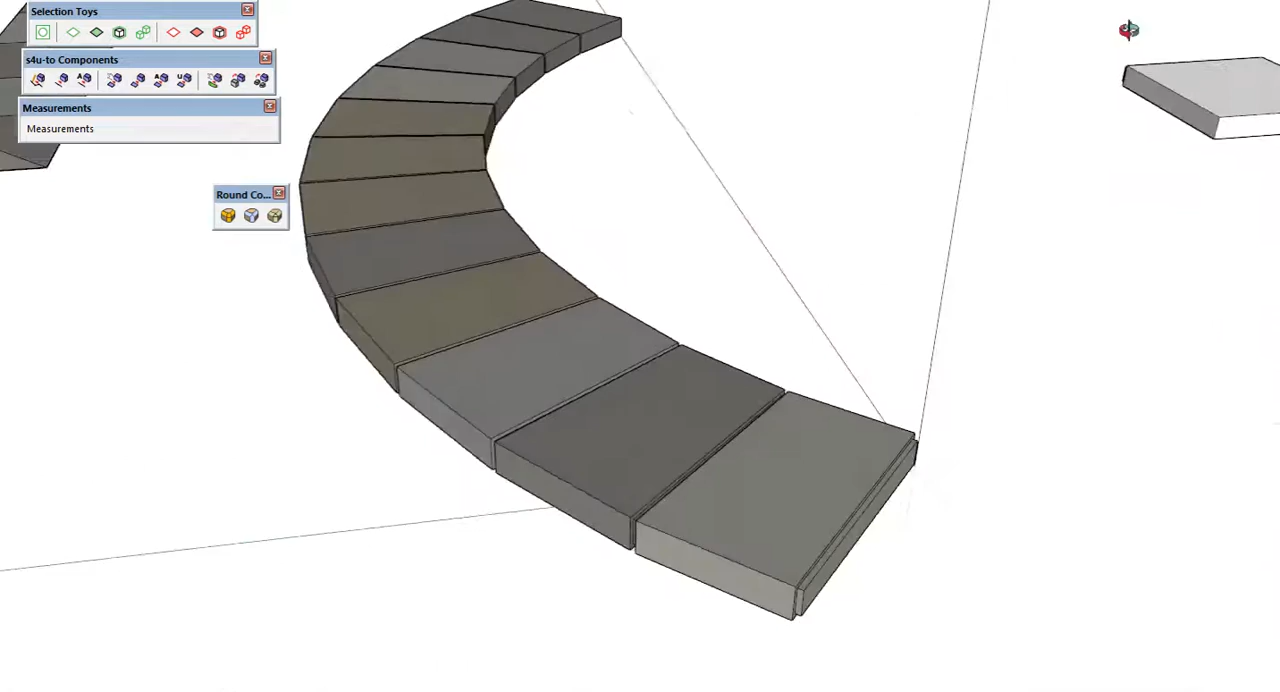 Selection Toys
s4u-to Components
Measurements
Measurements
Round Co...